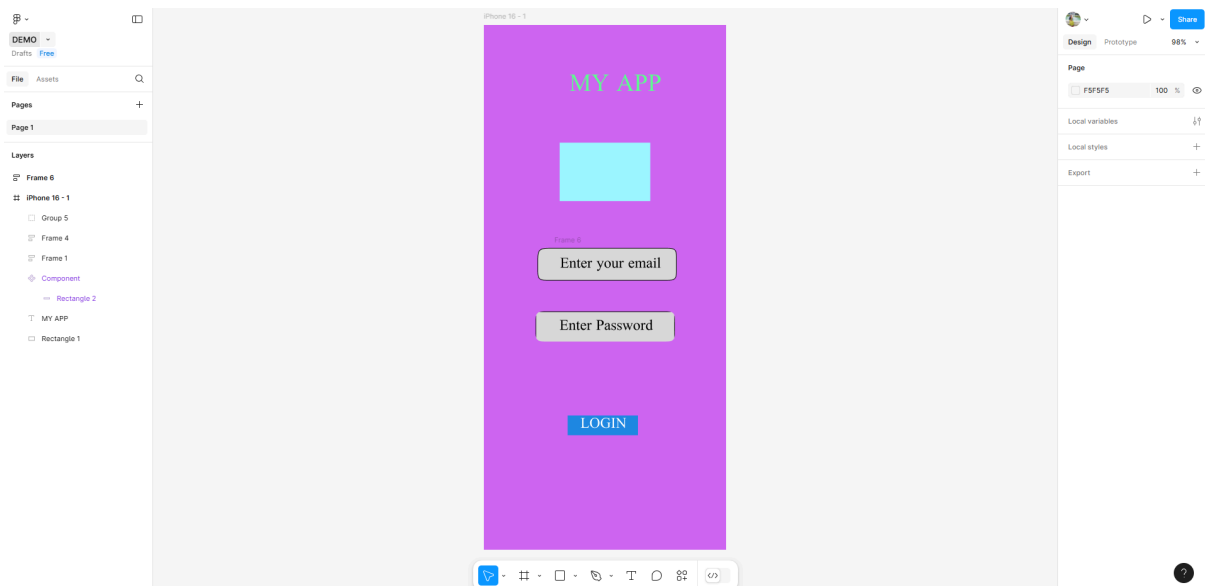 iPhone 16 - 1
DEMO
Share
Drafts Free
Design Prototype 98%
File Assets
Page
MY APP
F5F5F5 100 %
Pages
Local variables
Page 1
Local styles
Layers
Export
Frame 6
iPhone 16 - 1
Group 5
Frame 4
Frame 6
Frame 1
Enter your email
Component
Rectangle 2
MY APP
Enter Password
Rectangle 1
LOGIN
?